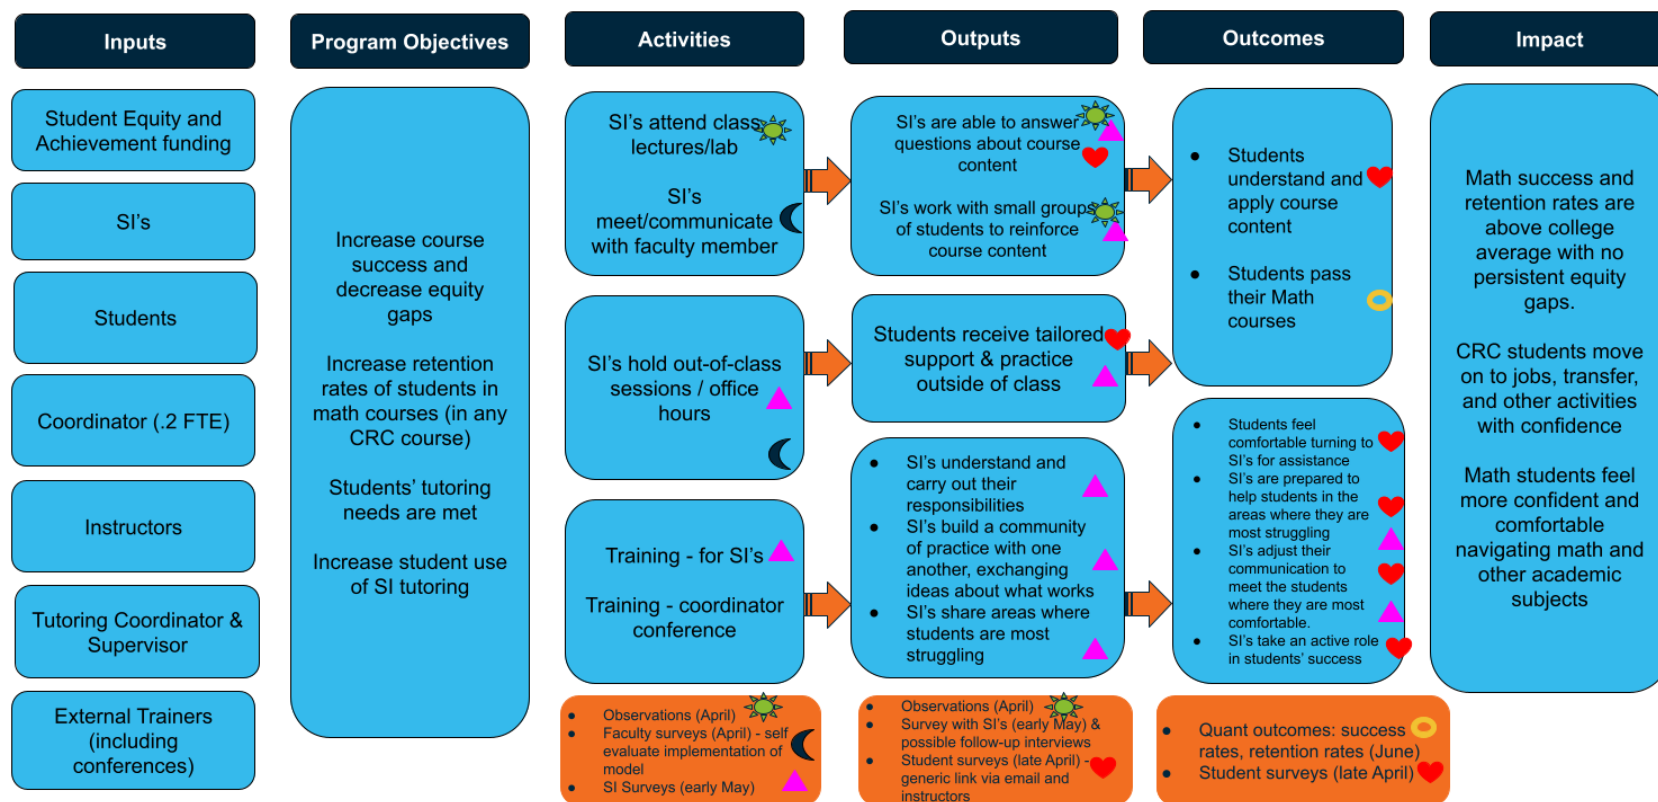 Inputs
Program Objectives
Activities
Outputs
Outcomes
Impact
Student Equity and
Achievement funding
SI's
Students
Coordinator (.2 FTE)
Instructors
Tutoring Coordinator &
Supervisor
External Trainers
(including
conferences)
Increase course
success and
decrease equity
gaps
Increase retention
rates of students in
math courses (in any
CRC course)
Students' tutoring
needs are met
Increase student use
of SI tutoring
SI's attend class
lectures/lab
SI's
meet/communicate
with faculty member
SI's hold out-of-class
sessions / office
hours
Training - for SI's
Training - coordinator
conference
● Observations (April)
● Faculty surveys (April) - self
evaluate implementation of
model
● SI Surveys (early May)
SI's are able to answer
questions about course
content
SI's work with small groups
of students to reinforce
course content
Students receive tailored
support & practice
outside of class
● SI's understand and
carry out their
responsibilities
● SI's build a community
of practice with one
another, exchanging
ideas about what works
● SI's share areas where
students are most
struggling
● Observations (April)
● Survey with SI's (early May) &
possible follow-up interviews
● Student surveys (late April) -
generic link via email and
instructors
● Students
understand and
apply course
content
● Students pass
their Math
courses
● Students feel
comfortable turning to
SI's for assistance
● SI's are prepared to
help students in the
areas where they are
most struggling
● SI's adjust their
communication to
meet the students
where they are most
comfortable.
● SI's take an active role
in students' success
● Quant outcomes: success
rates, retention rates (June)
● Student surveys (late April)
Math success and
retention rates are
above college
average with no
persistent equity
gaps.
CRC students move
on to jobs, transfer,
and other activities
with confidence
Math students feel
more confident and
comfortable
navigating math and
other academic
subjects